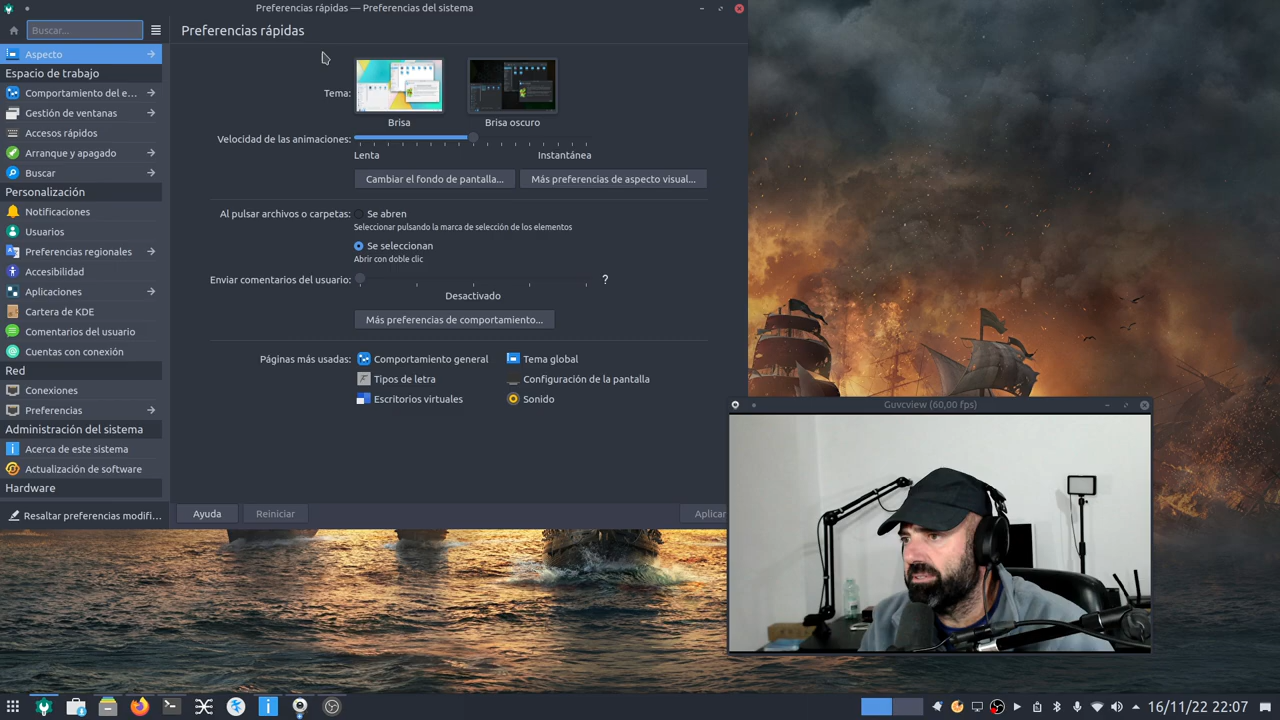 Preferencias rápidas — Preferencias del sistema
Buscar...
Preferencias rápidas
Aspecto
Espacio de trabajo
Comportamiento del e...
Gestión de ventanas
Accesos rápidos
Arranque y apagado
Buscar
Personalización
Notificaciones
Usuarios
Preferencias regionales
Accesibilidad
Aplicaciones
Cartera de KDE
Comentarios del usuario
Cuentas con conexión
Red
Conexiones
Preferencias
Administración del sistema
Acerca de este sistema
Actualización de software
Hardware
Resaltar preferencias modifi...
Tema:
Brisa
Brisa oscuro
Velocidad de las animaciones:
Lenta
Instantánea
Cambiar el fondo de pantalla...
Más preferencias de aspecto visual...
Al pulsar archivos o carpetas:
Se abren
Seleccionar pulsando la marca de selección de los elementos
Se seleccionan
Abrir con doble clic
Enviar comentarios del usuario:
?
Desactivado
Más preferencias de comportamiento...
Páginas más usadas:
Comportamiento general
Tema global
Tipos de letra
Configuración de la pantalla
Escritorios virtuales
Sonido
Ayuda
Reiniciar
Aplicar
Guvcview (60,00 fps)
16/11/22 22:07